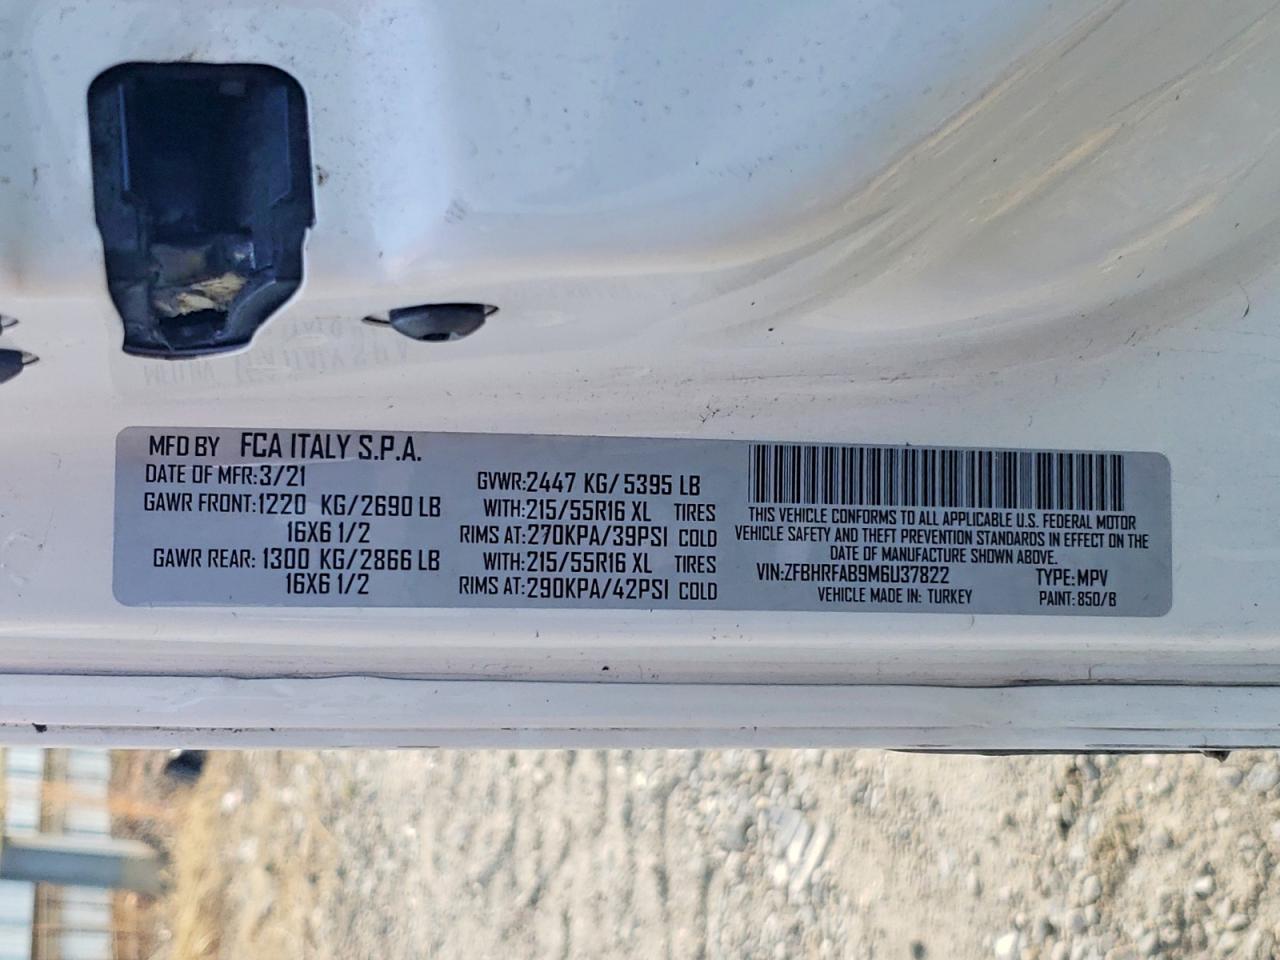 MFD BY FCA ITALY S.P.A.
DATE OF MFR:3/21
GAWR FRONT:1220 KG/2690 LB
16X6 1/2
GAWR REAR: 1300 KG/2866 LB
16X6 1/2
GVWR:2447 KG/5395 LB
WITH:215/55R16 XL TIRES
RIMS AT:270KPA/39PSI COLD
WITH:215/55R16 XL TIRES
RIMS AT:290KPA/42PSI COLD
THIS VEHICLE CONFORMS TO ALL APPLICABLE U.S. FEDERAL MOTOR
VEHICLE SAFETY AND THEFT PREVENTION STANDARDS IN EFFECT ON THE
DATE OF MANUFACTURE SHOWN ABOVE.
VIN:ZFBHRFAB9M6U37822 TYPE:MPV
VEHICLE MADE IN: TURKEY PAINT:850/B